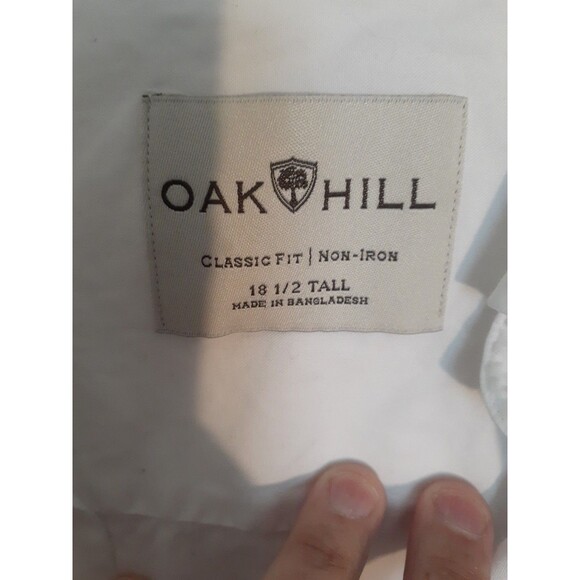 OAK HILL
CLASSIC FIT | NON-IRON
18 1/2 TALL
MADE IN BANGLADESH